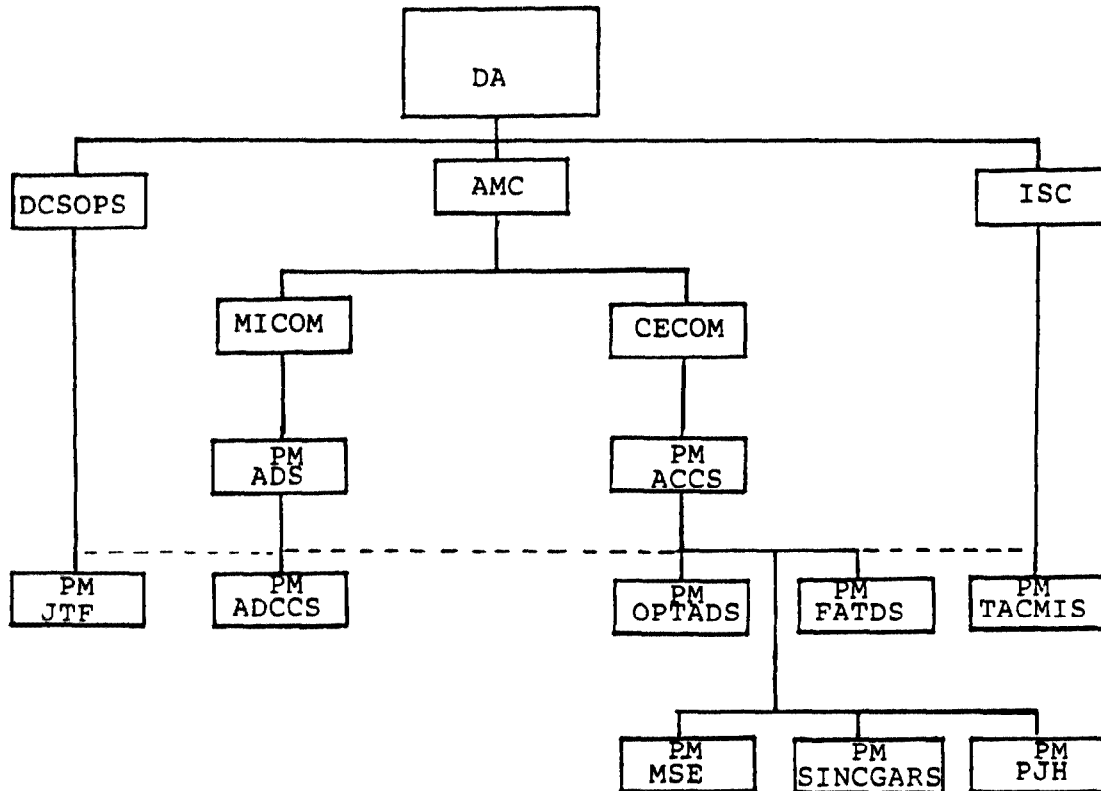 DA
DCSOPS
AMC
ISC
MICOM
CECOM
PM
ADS
PM
ACCS
PM
JTF
PM
ADCCS
PM
OPTADS
PM
FATDS
PM
TACMIS
PM
MSE
PM
SINCGARS
PM
PJH